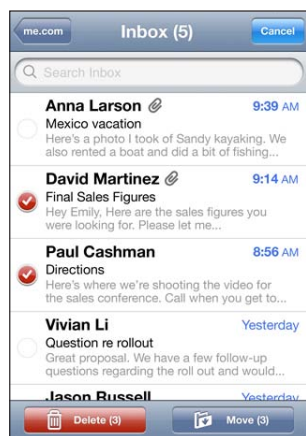 me.com Inbox (5) Cancel
Search Inbox
Anna Larson 9:39 AM
Mexico vacation
Here's a photo I took of Sandy kayaking. We
also rented a boat and did a bit of fishing...
David Martinez 9:14 AM
Final Sales Figures
Hey Emily, Here are the sales figures you
were looking for. Please let me...
Paul Cashman 8:56 AM
Directions
Here's where we're shooting the video for
the sales conference. Call when you get to...
Vivian Li Yesterday
Question re rollout
Great proposal. We have a few follow-up
questions regarding the roll out and would...
Jason Russell Yesterday
Delete (3) Move (3)